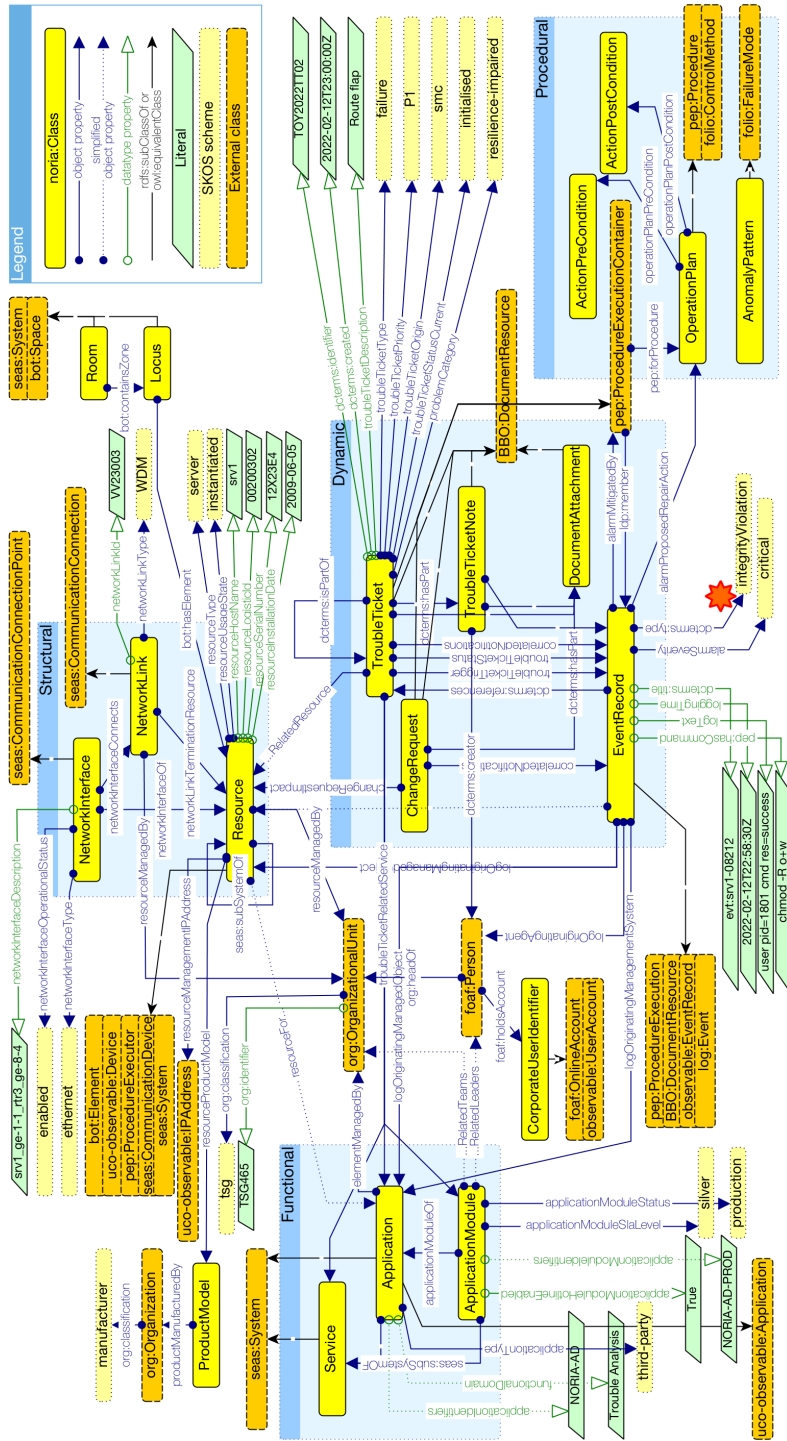 Legend
noria:Class
object property
simplified
object property
datatype property
rdfs:subClassOf or
owl:equivalentClass
Literal
SKOS scheme
External class
Structural
seas:CommunicationConnectionPoint
seas:CommunicationConnection
seas:System
bot:Space
Room
bot:containsZone
Locus
networkLinkId
VV23003
networkLinkType
WDM
bot:hasElement
NetworkInterface
networkInterfaceConnects
networkInterfaceOf
NetworkLink
networkLinkTerminationResource
networkInterfaceDescription
srv1_ge-1-1_rtr3_ge-8-4
networkInterfaceOperationalStatus
enabled
networkInterfaceType
ethernet
resourceManagedBy
Resource
seas:subSystemOf
resourceType
server
resourceUsageState
instantiated
resourceHostName
srv1
resourceLogisticId
00200302
resourceSerialNumber
12X23E4
resourceInstallationDate
2009-06-05
bot:Element
uco-observable:Device
pep:ProcedureExecutor
seas:CommunicationDevice
seas:System
resourceManagementIPAddress
uco-observable:IPAddress
resourceProductModel
ProductModel
productManufacturedBy
org:Organization
org:classification
manufacturer
resourceManagedBy
org:OrganizationalUnit
org:classification
tsg
org:identifier
TSG465
resourceFor
elementManagedBy
troubleTicketRelatedService
logOriginatingManagedObject
org:headOf
foaf:Person
foaf:holdsAccount
CorporateUserIdentifier
foaf:OnlineAccount
observable:UserAccount
RelatedTeams
RelatedLeaders
Functional
seas:System
Service
Application
applicationModuleOf
ApplicationModule
seas:subSystemOF
applicationModuleStatus
production
applicationModuleSlaLevel
silver
applicationModuleIdentifiers
NORIA-AD-PROD
applicationModuleHotlineEnabled
True
applicationType
third-party
functionalDomain
Trouble Analysis
applicationIdentifiers
NORIA-AD
uco-observable:Application
Dynamic
TroubleTicket
dcterms:isPartOf
RelatedResource
dcterms:identifier
TOY2022TT02
dcterms:created
2022-02-12T23:00:00Z
troubleTicketDescription
Route flap
troubleTicketType
failure
troubleTicketPriority
P1
troubleTicketOrigin
smc
troubleTicketStatusCurrent
initialised
problemCategory
resilience-impaired
dcterms:hasPart
TroubleTicketNote
BBO:DocumentResource
DocumentAttachment
dcterms:hasPart
dcterms:creator
ChangeRequest
changeRequestImpact
correlatedNotifications
troubleTicketStatus
troubleTicketTrigger
dcterms:references
EventRecord
logOriginatingAgent
logOriginatingManagementSystem
pep:ProcedureExecution
BBO:DocumentResource
observable:EventRecord
log:Event
dcterms:title
evt:srv1-08212
loggingTime
2022-02-12T22:58:30Z
logText
user pid=1801 cmd res=success
pep:hasCommand
chmod -R o+w
dcterms:type
integrityViolation
alarmSeverity
critical
alarmMitigatedBy
ldp:member
alarmProposedRepairAction
pep:ProcedureExecutionContainer
pep:forProcedure
Procedural
ActionPreCondition
ActionPostCondition
operationPlanPreCondition
operationPlanPostCondition
OperationPlan
pep:Procedure
folio:ControlMethod
AnomalyPattern
folio:FailureMode